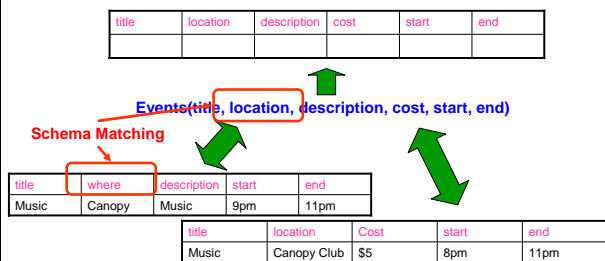 title location description cost start end
Events(title, location, description, cost, start, end)
Schema Matching
title where description start end
Music Canopy Music 9pm 11pm
title location Cost start end
Music Canopy Club $5 8pm 11pm